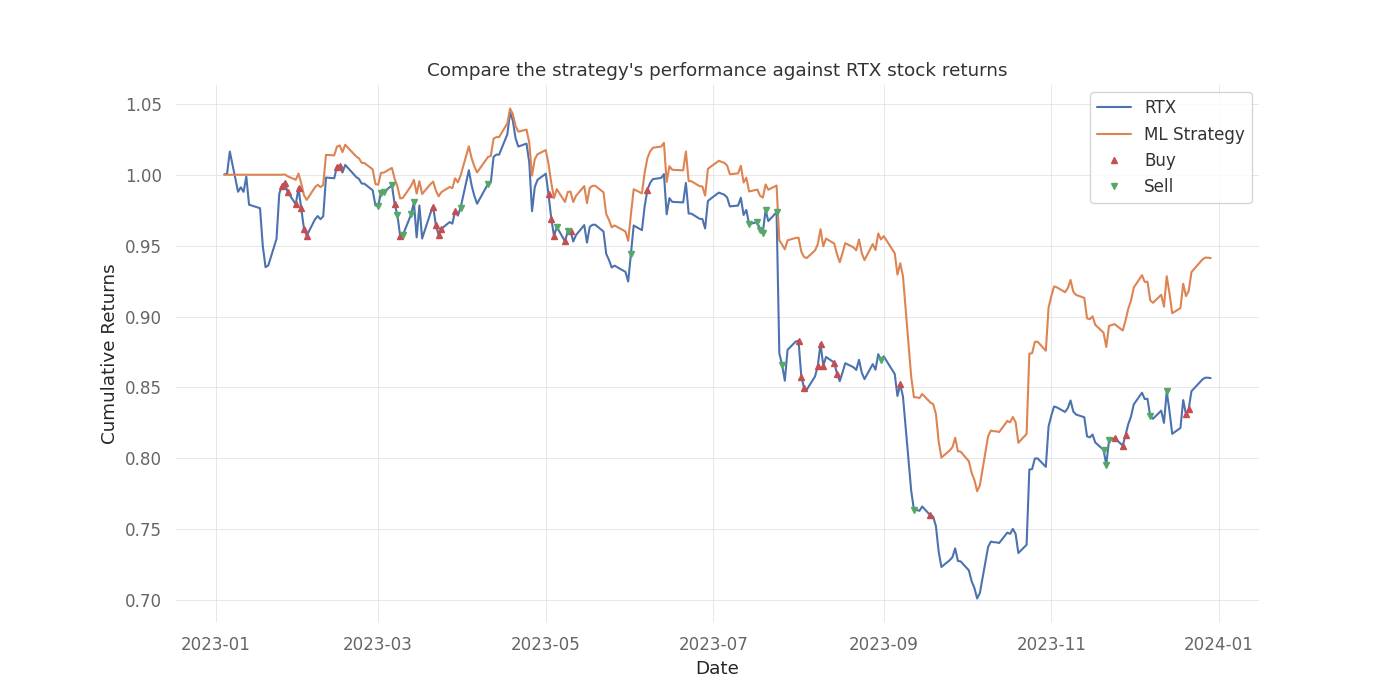 Compare the strategy's performance against RTX stock returns
RTX
ML Strategy
Buy
Sell
1.05
1.00
0.95
0.90
0.85
0.80
0.75
0.70
Cumulative Returns
2023-01
2023-03
2023-05
2023-07
2023-09
2023-11
2024-01
Date